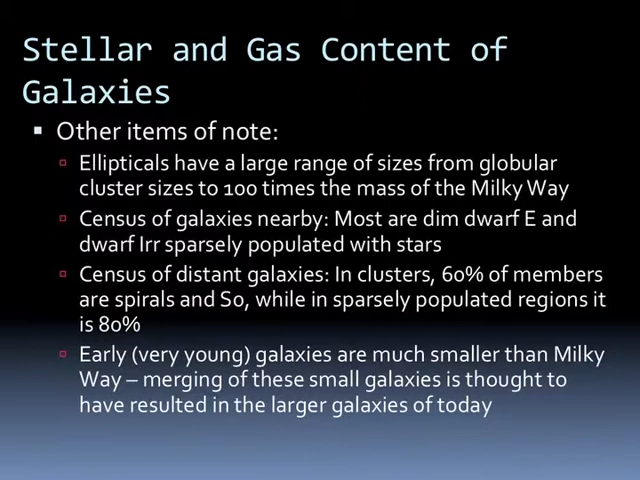 Stellar and Gas Content of
Galaxies
Other items of note:
Ellipticals have a large range of sizes from globular
cluster sizes to 100 times the mass of the Milky Way
Census of galaxies nearby: Most are dim dwarf E and
dwarf Irr sparsely populated with stars
Census of distant galaxies: In clusters, 60% of members
are spirals and S0, while in sparsely populated regions it
is 80%
Early (very young) galaxies are much smaller than Milky
Way – merging of these small galaxies is thought to
have resulted in the larger galaxies of today